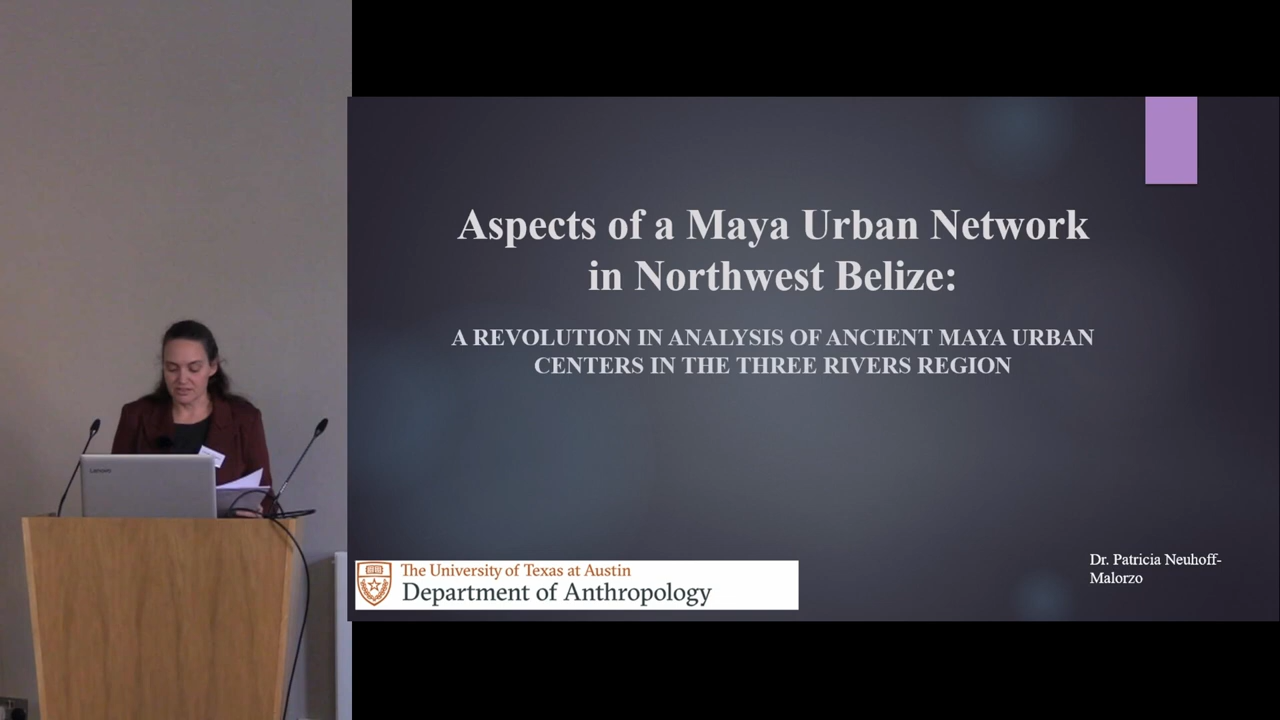 Aspects of a Maya Urban Network
in Northwest Belize:
A REVOLUTION IN ANALYSIS OF ANCIENT MAYA URBAN
CENTERS IN THE THREE RIVERS REGION
Lenovo
The University of Texas at Austin
Department of Anthropology
Dr. Patricia Neuhoff-
Malorzo